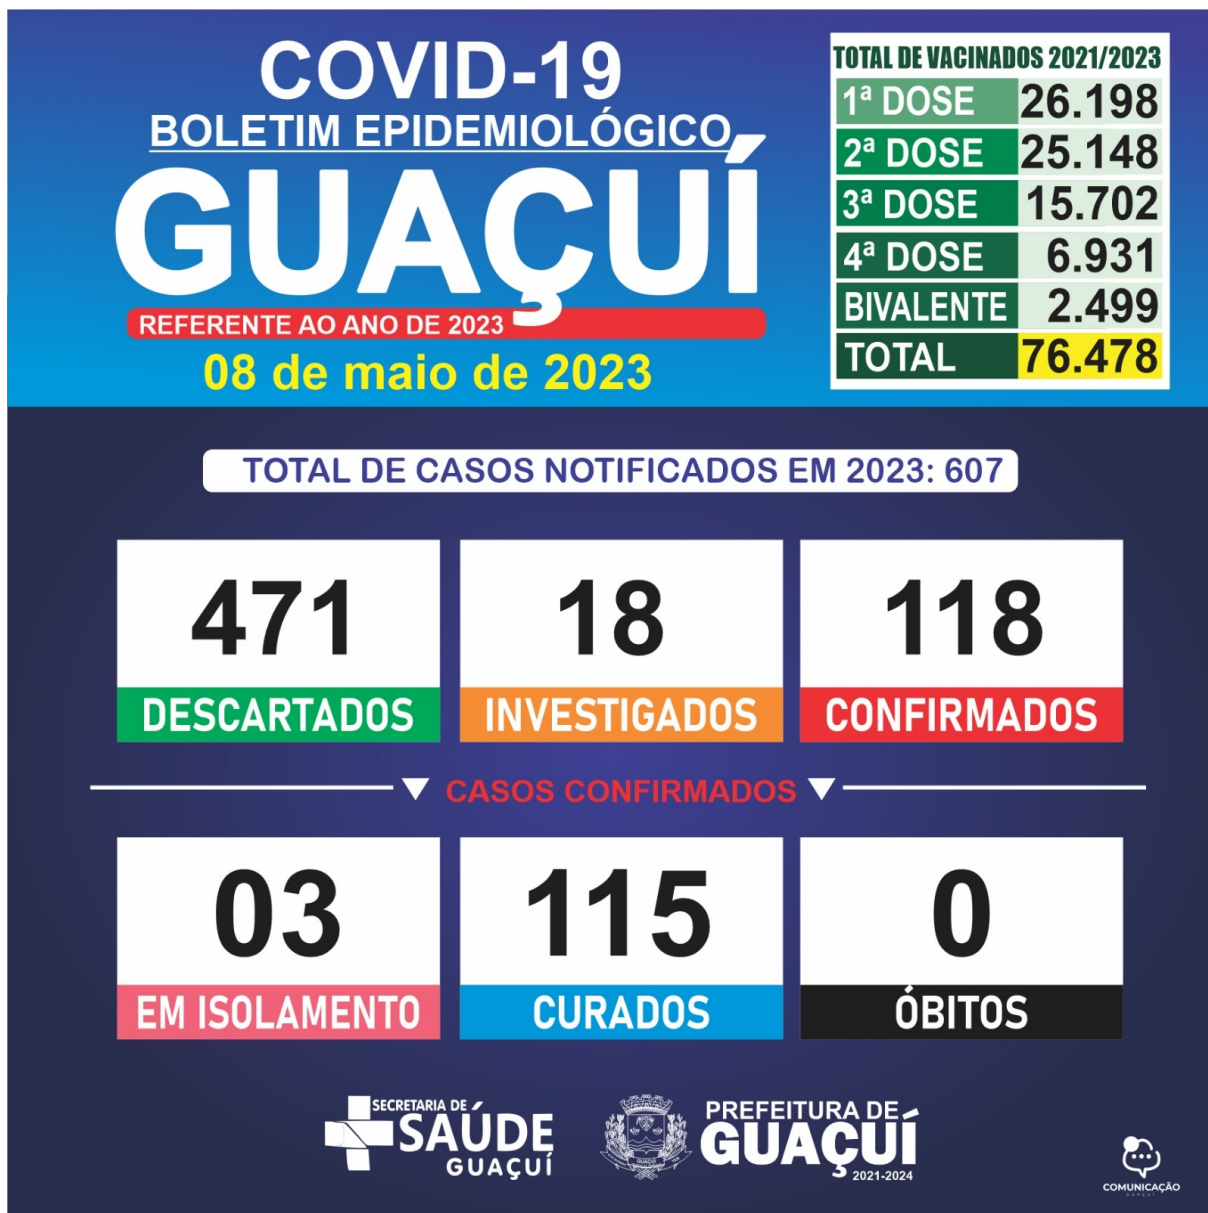 COVID-19
BOLETIM EPIDEMIOLÓGICO
GUAÇUÍ
REFERENTE AO ANO DE 2023
08 de maio de 2023
TOTAL DE VACINADOS 2021/2023
1ª DOSE 26.198
2ª DOSE 25.148
3ª DOSE 15.702
4ª DOSE 6.931
BIVALENTE 2.499
TOTAL 76.478
TOTAL DE CASOS NOTIFICADOS EM 2023: 607
471
DESCARTADOS
18
INVESTIGADOS
118
CONFIRMADOS
CASOS CONFIRMADOS
03
EM ISOLAMENTO
115
CURADOS
0
ÓBITOS
SECRETARIA DE
SAÚDE
GUAÇUÍ
GUAÇUÍ
PREFEITURA DE
GUAÇUÍ
2021-2024
COMUNICAÇÃO
GUAÇUÍ